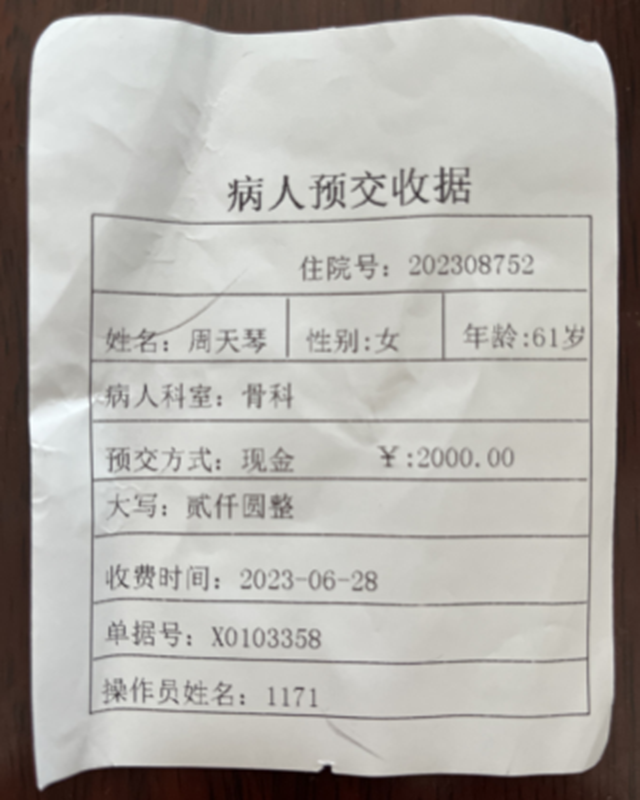 病人预交收据
住院号：202308752
姓名：周天琴 性别:女 年龄:61岁
病人科室：骨科
预交方式：现金 ￥:2000.00
大写：贰仟圆整
收费时间：2023-06-28
单据号：X0103358
操作员姓名：1171